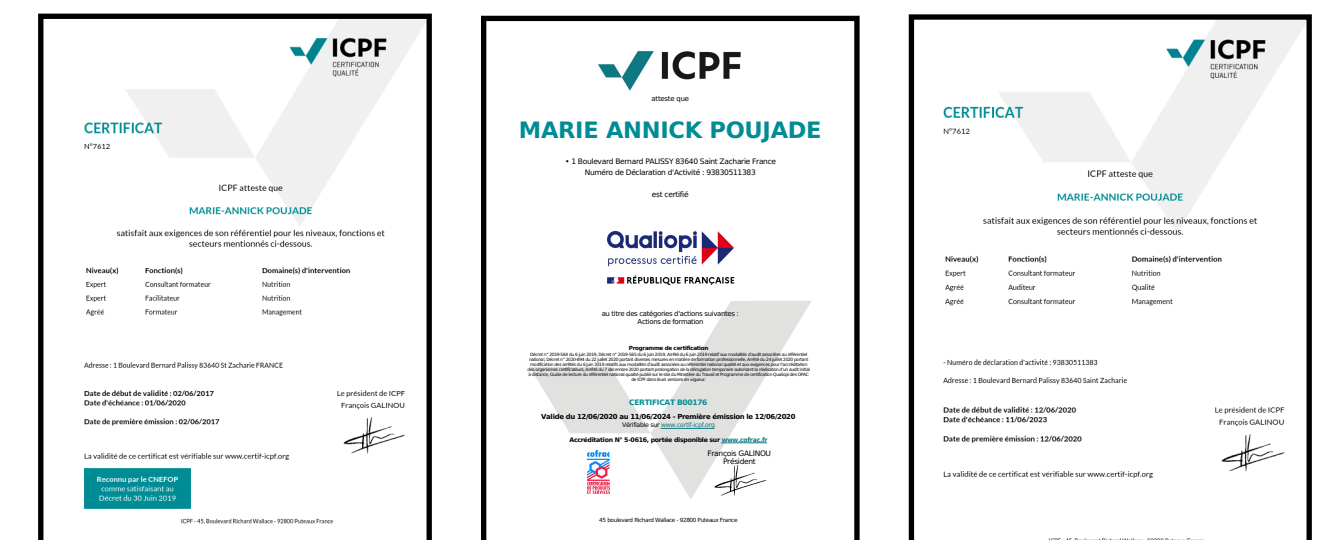 ICPF
CERTIFICATION
QUALITÉ
CERTIFICAT
N°7612
ICPF atteste que
MARIE-ANNICK POUJADE
satisfait aux exigences de son référentiel pour les niveaux, fonctions et
secteurs mentionnés ci-dessous.
Niveau(x) Fonction(s) Domaine(s) d'intervention
Expert Consultant formateur Nutrition
Expert Facilitateur Nutrition
Agréé Formateur Management
Adresse : 1 Boulevard Bernard Palissy 83640 St Zacharie FRANCE
Date de début de validité : 02/06/2017
Date d'échéance : 01/06/2020
Date de première émission : 02/06/2017
Le président de ICPF
François GALINOU
La validité de ce certificat est vérifiable sur www.certif-icpf.org
Reconnu par le CNEFOP
comme satisfaisant au
Décret du 30 Juin 2019
ICPF - 45, Boulevard Richard Wallace - 92800 Puteaux France
ICPF
atteste que
MARIE ANNICK POUJADE
• 1 Boulevard Bernard PALISSY 83640 Saint Zacharie France
Numéro de Déclaration d'Activité : 93830511383
est certifié
Qualiopi
processus certifié
RÉPUBLIQUE FRANÇAISE
au titre des catégories d'actions suivantes :
Actions de formation
Programme de certification
CERTIFICAT B00176
Valide du 12/06/2020 au 11/06/2024 - Première émission le 12/06/2020
Vérifiable sur www.certif-icpf.org
Accréditation N° 5-0616, portée disponible sur www.cofrac.fr
cofrac
CERTIFICATION
DE PRODUITS
ET SERVICES
François GALINOU
Président
45 boulevard Richard Wallace - 92800 Puteaux France
ICPF
CERTIFICATION
QUALITÉ
CERTIFICAT
N°7612
ICPF atteste que
MARIE-ANNICK POUJADE
satisfait aux exigences de son référentiel pour les niveaux, fonctions et
secteurs mentionnés ci-dessous.
Niveau(x) Fonction(s) Domaine(s) d'intervention
Expert Consultant formateur Nutrition
Agréé Auditeur Qualité
Agréé Consultant formateur Management
- Numéro de déclaration d'activité : 93830511383
Adresse : 1 Boulevard Bernard Palissy 83640 Saint Zacharie
Date de début de validité : 12/06/2020
Date d'échéance : 11/06/2023
Date de première émission : 12/06/2020
Le président de ICPF
François GALINOU
La validité de ce certificat est vérifiable sur www.certif-icpf.org